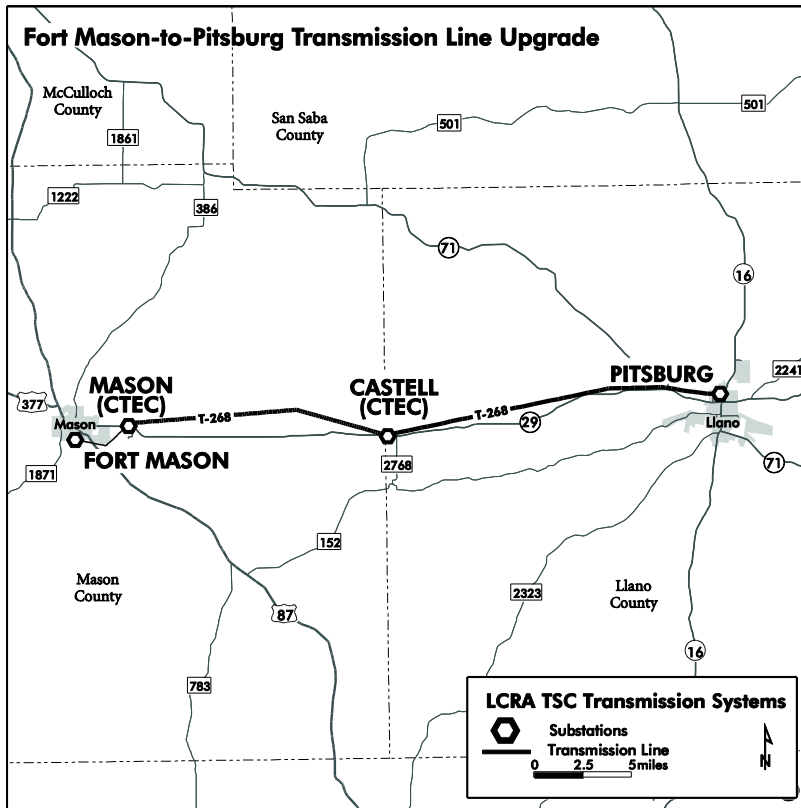 Fort Mason-to-Pitsburg Transmission Line Upgrade
McCulloch
County
San Saba
County
501
501
1861
1222
386
71
16
377
MASON
(CTEC)
T-268
CASTELL
(CTEC)
T-268
PITSBURG
2241
Mason
29
Llano
FORT MASON
1871
2768
71
152
Mason
County
87
2323
Llano
County
783
16
LCRA TSC Transmission Systems
Substations
Transmission Line
0 2.5 5miles
N